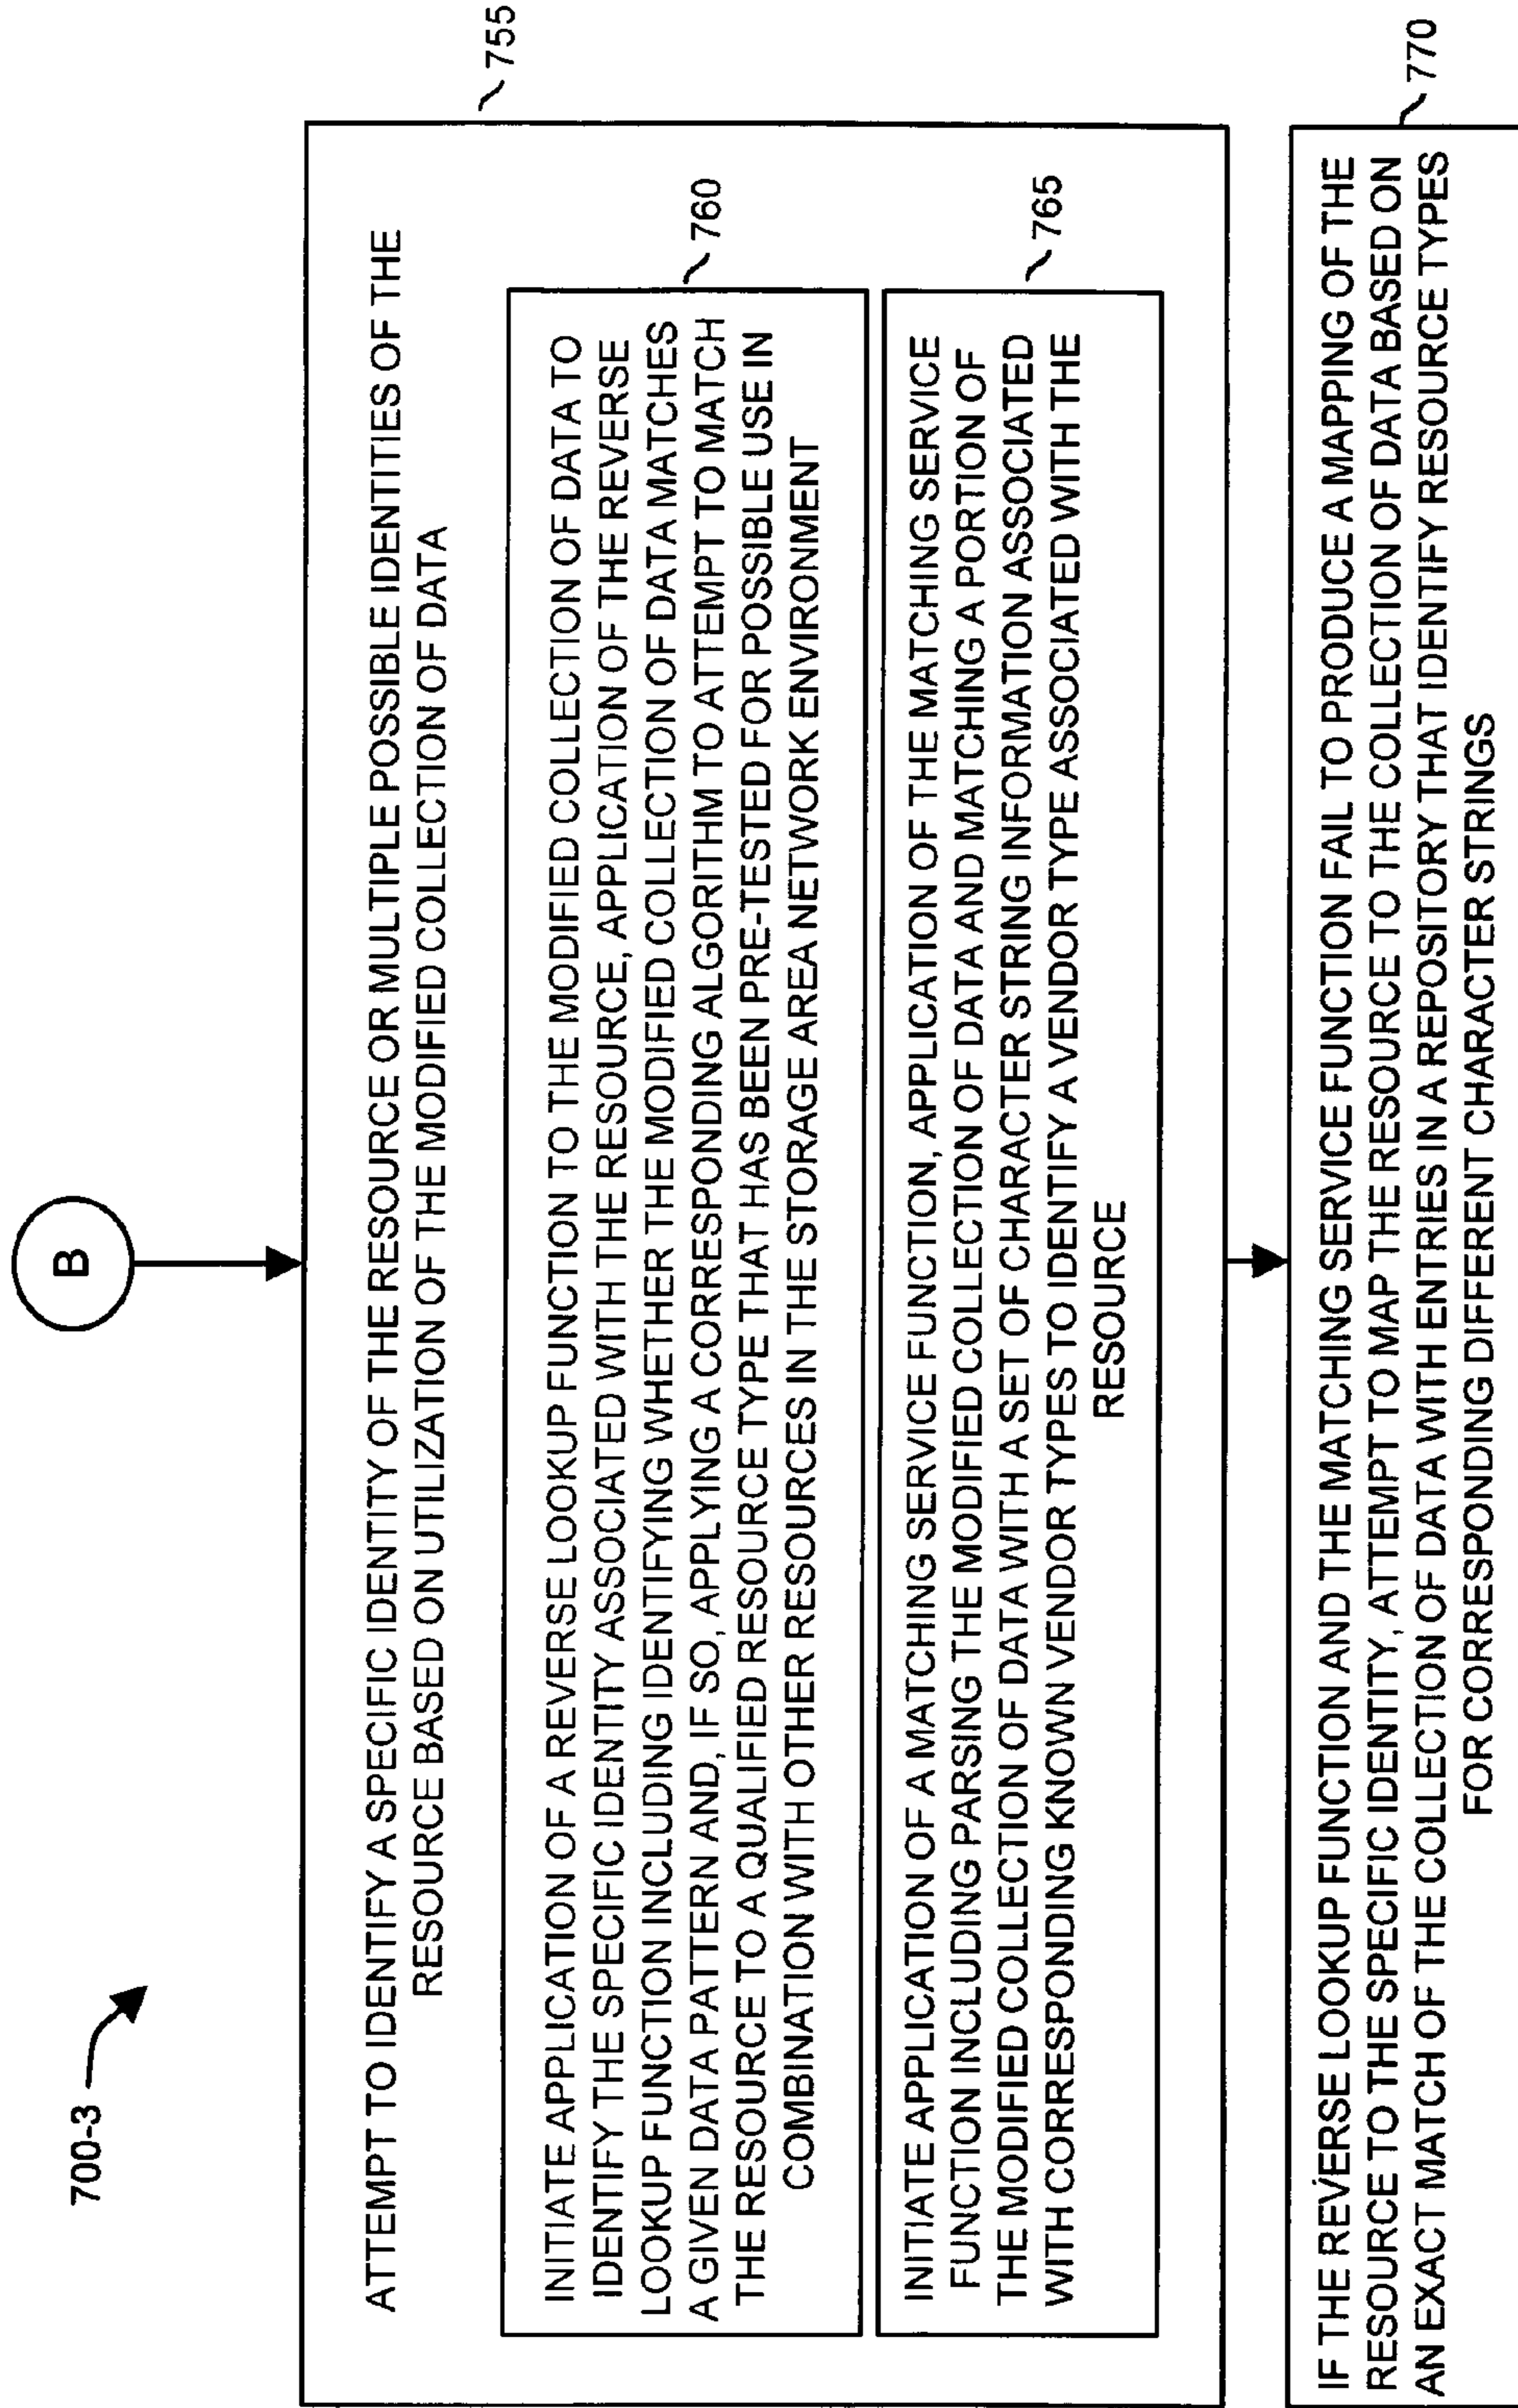 700-3
B
755
ATTEMPT TO IDENTIFY A SPECIFIC IDENTITY OF THE RESOURCE OR MULTIPLE POSSIBLE IDENTITIES OF THE
RESOURCE BASED ON UTILIZATION OF THE MODIFIED COLLECTION OF DATA
760
INITIATE APPLICATION OF A REVERSE LOOKUP FUNCTION TO THE MODIFIED COLLECTION OF DATA TO
IDENTIFY THE SPECIFIC IDENTITY ASSOCIATED WITH THE RESOURCE, APPLICATION OF THE REVERSE
LOOKUP FUNCTION INCLUDING IDENTIFYING WHETHER THE MODIFIED COLLECTION OF DATA MATCHES
A GIVEN DATA PATTERN AND, IF SO, APPLYING A CORRESPONDING ALGORITHM TO ATTEMPT TO MATCH
THE RESOURCE TO A QUALIFIED RESOURCE TYPE THAT HAS BEEN PRE-TESTED FOR POSSIBLE USE IN
COMBINATION WITH OTHER RESOURCES IN THE STORAGE AREA NETWORK ENVIRONMENT
765
INITIATE APPLICATION OF A MATCHING SERVICE FUNCTION, APPLICATION OF THE MATCHING SERVICE
FUNCTION INCLUDING PARSING THE MODIFIED COLLECTION OF DATA AND MATCHING A PORTION OF
THE MODIFIED COLLECTION OF DATA WITH A SET OF CHARACTER STRING INFORMATION ASSOCIATED
WITH CORRESPONDING KNOWN VENDOR TYPES TO IDENTIFY A VENDOR TYPE ASSOCIATED WITH THE
RESOURCE
770
IF THE REVERSE LOOKUP FUNCTION AND THE MATCHING SERVICE FUNCTION FAIL TO PRODUCE A MAPPING OF THE
RESOURCE TO THE SPECIFIC IDENTITY, ATTEMPT TO MAP THE RESOURCE TO THE COLLECTION OF DATA BASED ON
AN EXACT MATCH OF THE COLLECTION OF DATA WITH ENTRIES IN A REPOSITORY THAT IDENTIFY RESOURCE TYPES
FOR CORRESPONDING DIFFERENT CHARACTER STRINGS